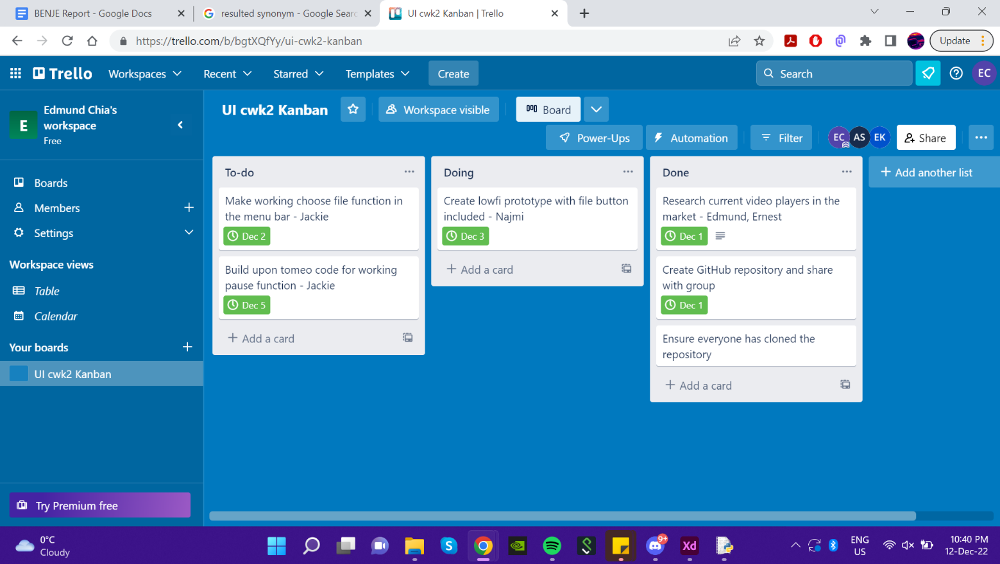 BENJE Report - Google Docs
resulted synonym - Google Searc
UI cwk2 Kanban | Trello
https://trello.com/b/bgtXQfYy/ui-cwk2-kanban
Update
Trello
Workspaces
Recent
Starred
Templates
Create
Search
EC
E
Edmund Chia's
workspace
Free
UI cwk2 Kanban
Workspace visible
Board
Power-Ups
Automation
Filter
EC
AS
EK
Share
Boards
Members
Settings
Workspace views
Table
Calendar
Your boards
UI cwk2 Kanban
Try Premium free
To-do
Make working choose file function in
the menu bar - Jackie
Dec 2
Build upon tomeo code for working
pause function - Jackie
Dec 5
+ Add a card
Doing
Create lowfi prototype with file button
included - Najmi
Dec 3
+ Add a card
Done
Research current video players in the
market - Edmund, Ernest
Dec 1
Create GitHub repository and share
with group
Dec 1
Ensure everyone has cloned the
repository
+ Add a card
+ Add another list
0°C
Cloudy
S
9+
Xd
ENG
US
10:40 PM
12-Dec-22